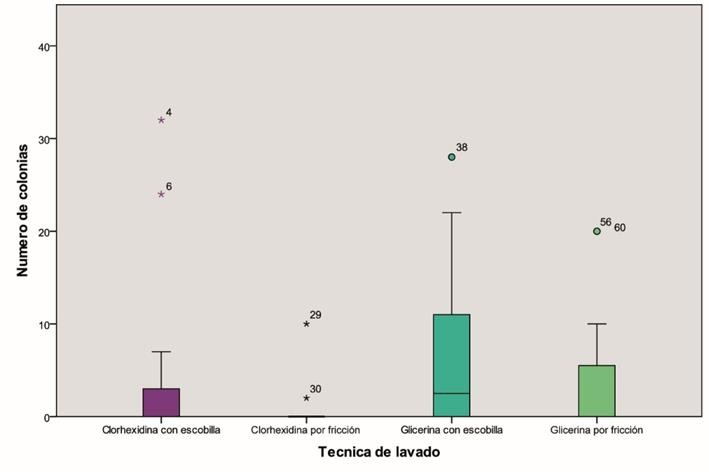 40
30
20
10
0
4
6
29
30
38
56 60
Numero de colonias
Clorhexidina con escobilla
Clorhexidina por fricción
Glicerina con escobilla
Glicerina por fricción
Tecnica de lavado